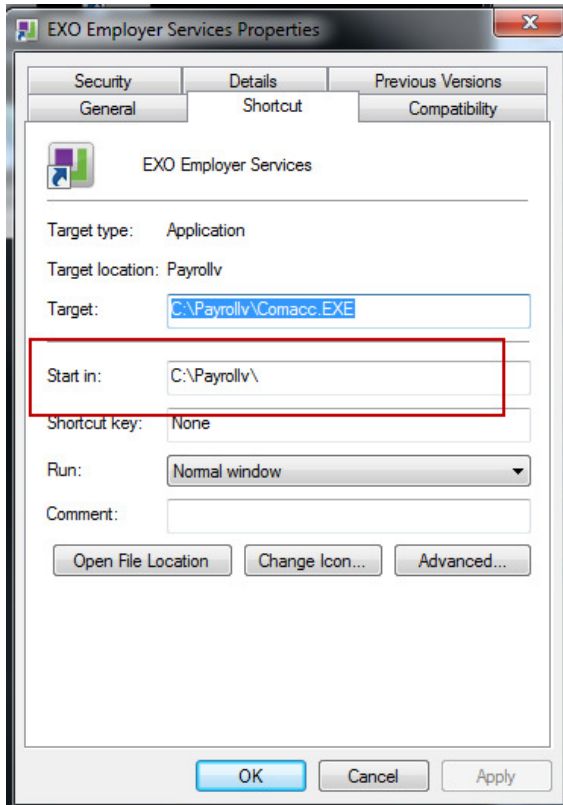 EXO Employer Services Properties
Security Details Previous Versions
General Shortcut Compatibility
EXO Employer Services
Target type: Application
Target location: Payrollv
Target: C:\Payrollv\Comacc.EXE
Start in: C:\Payrollv\
Shortcut key: None
Run: Normal window
Comment:
Open File Location Change Icon... Advanced...
OK Cancel Apply